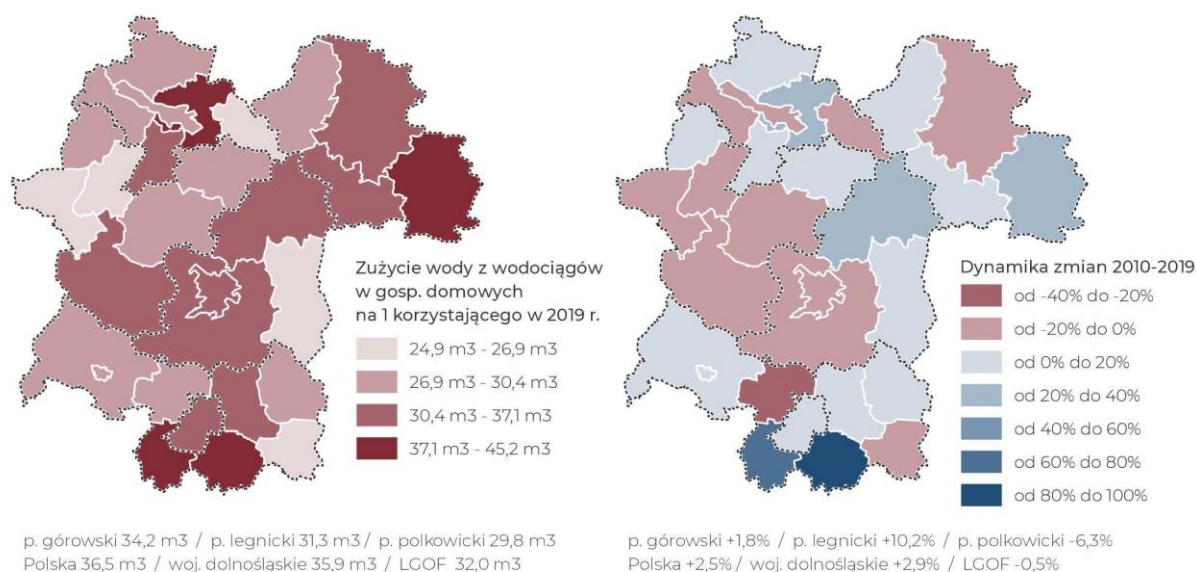 Zużycie wody z wodociągów
w gosp. domowych
na 1 korzystającego w 2019 r.
24,9 m3 - 26,9 m3
26,9 m3 - 30,4 m3
30,4 m3 - 37,1 m3
37,1 m3 - 45,2 m3
p. górowski 34,2 m3 / p. legnicki 31,3 m3 / p. polkowicki 29,8 m3
Polska 36,5 m3 / woj. dolnośląskie 35,9 m3 / LGOF 32,0 m3
Dynamika zmian 2010-2019
od -40% do -20%
od -20% do 0%
od 0% do 20%
od 20% do 40%
od 40% do 60%
od 60% do 80%
od 80% do 100%
p. górowski +1,8% / p. legnicki +10,2% / p. polkowicki -6,3%
Polska +2,5% / woj. dolnośląskie +2,9% / LGOF -0,5%